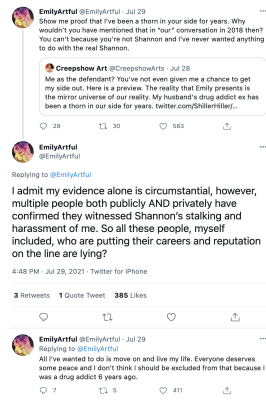 EmilyArtful @EmilyArtful · Jul 29
Show me proof that I've been a thorn in your side for years. Why
wouldn't you have mentioned that in "our" conversation in 2018 then?
You can't because you're not Shannon and I've never wanted anything
to do with the real Shannon.
Creepshow Art @CreepshowArts · Jul 28
Me as the defendant? You've not even given me a chance to get
my side out. Here is a preview. The reality that Emily presents is
the mirror universe of our reality. My husband's drug addict ex has
been a thorn in our side for years. twitter.com/ShillerHiller/...
29 30 583
EmilyArtful
@EmilyArtful
Replying to @EmilyArtful
I admit my evidence alone is circumstantial, however,
multiple people both publicly AND privately have
confirmed they witnessed Shannon's stalking and
harassment of me. So all these people, myself
included, who are putting their careers and reputation
on the line are lying?
4:48 PM · Jul 29, 2021 · Twitter for iPhone
3 Retweets 1 Quote Tweet 385 Likes
EmilyArtful @EmilyArtful · Jul 29
Replying to @EmilyArtful
All I've wanted to do is move on and live my life. Everyone deserves
some peace and I don't think I should be excluded from that because I
was a drug addict 6 years ago.
7 5 411